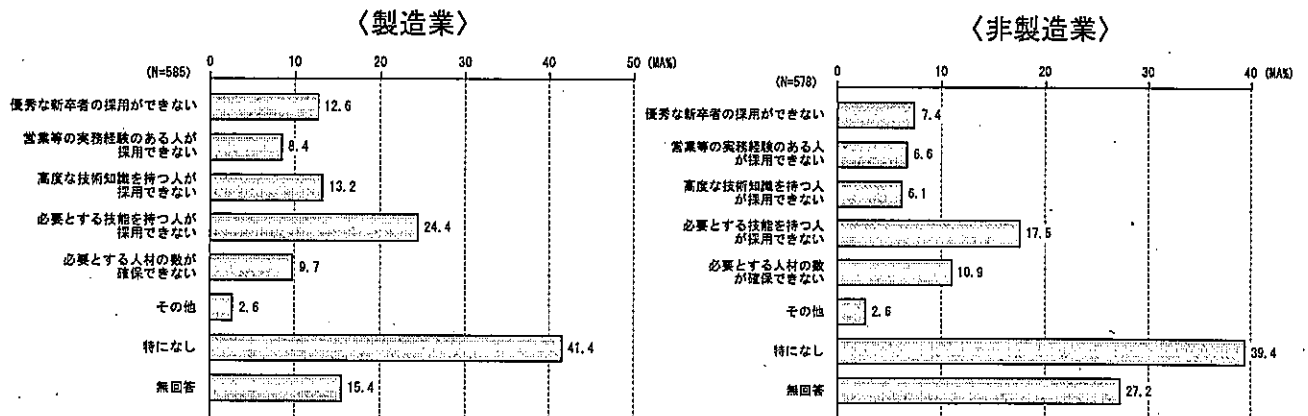 〈製造業〉
(N=585)
0 10 20 30 40 50 (MA%)
優秀な新卒者の採用ができない 12.6
営業等の実務経験のある人が
採用できない 8.4
高度な技術知識を持つ人が
採用できない 13.2
必要とする技能を持つ人が
採用できない 24.4
必要とする人材の数が
確保できない 9.7
その他 2.6
特になし 41.4
無回答 15.4
〈非製造業〉
(N=578)
0 10 20 30 40 (MA%)
優秀な新卒者の採用ができない 7.4
営業等の実務経験のある人
が採用できない 6.6
高度な技術知識を持つ人
が採用できない 6.1
必要とする技能を持つ人
が採用できない 17.5
必要とする人材の数
が確保できない 10.9
その他 2.6
特になし 39.4
無回答 27.2